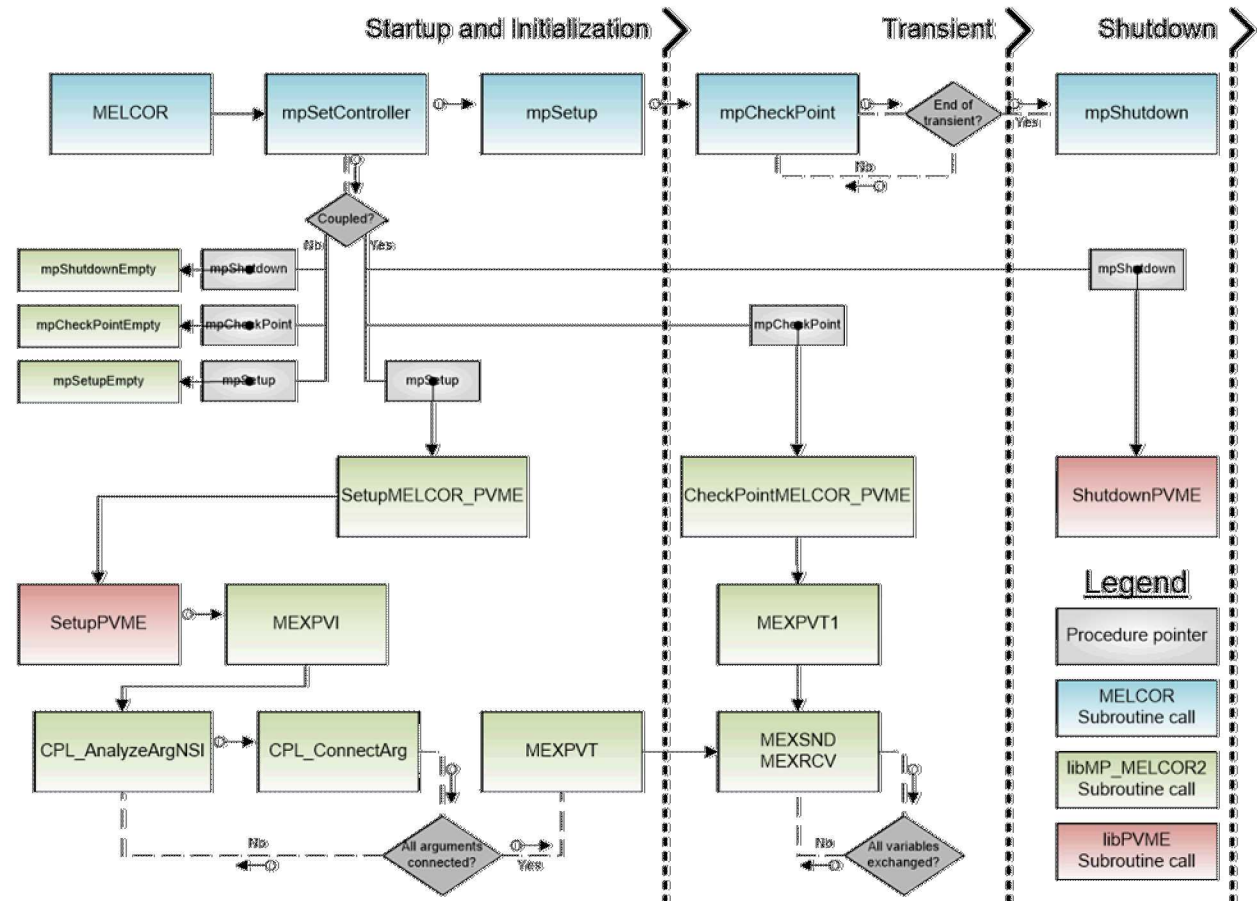 Startup and Initialization
Transient
Shutdown
MELCOR
mpSetController
mpSetup
mpCheckPoint
End of
transient?
Yes
mpShutdown
No
Coupled?
No
Yes
mpShutdownEmpty
mpShutdown
mpShutdown
mpCheckPointEmpty
mpCheckPoint
mpCheckPoint
mpSetupEmpty
mpSetup
mpSetup
SetupMELCOR_PVME
CheckPointMELCOR_PVME
ShutdownPVME
SetupPVME
MEXPVI
MEXPVT1
CPL_AnalyzeArgNSI
CPL_ConnectArg
MEXPVT
MEXSND
MEXRCV
All arguments
connected?
No
Yes
All variables
exchanged?
No
Legend
Procedure pointer
MELCOR
Subroutine call
libMP_MELCOR2
Subroutine call
libPVME
Subroutine call